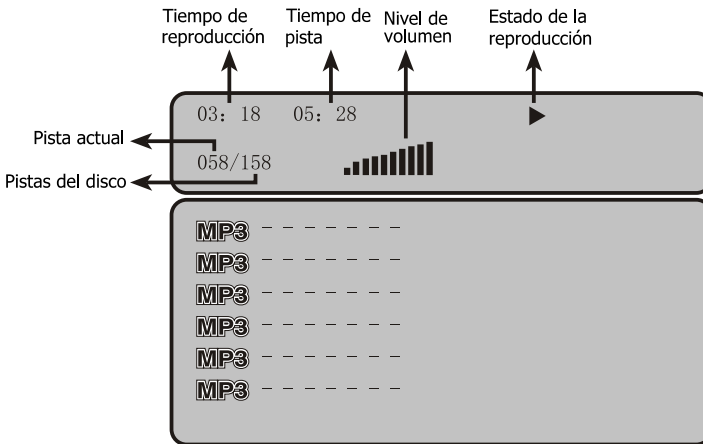 Tiempo de reproducción
Tiempo de pista
Nivel de volumen
Estado de la reproducción
03: 18 05: 28
Pista actual
058/158
Pistas del disco
MP3 - - - - - - -
MP3 - - - - - - -
MP3 - - - - - - -
MP3 - - - - - - -
MP3 - - - - - - -
MP3 - - - - - - -